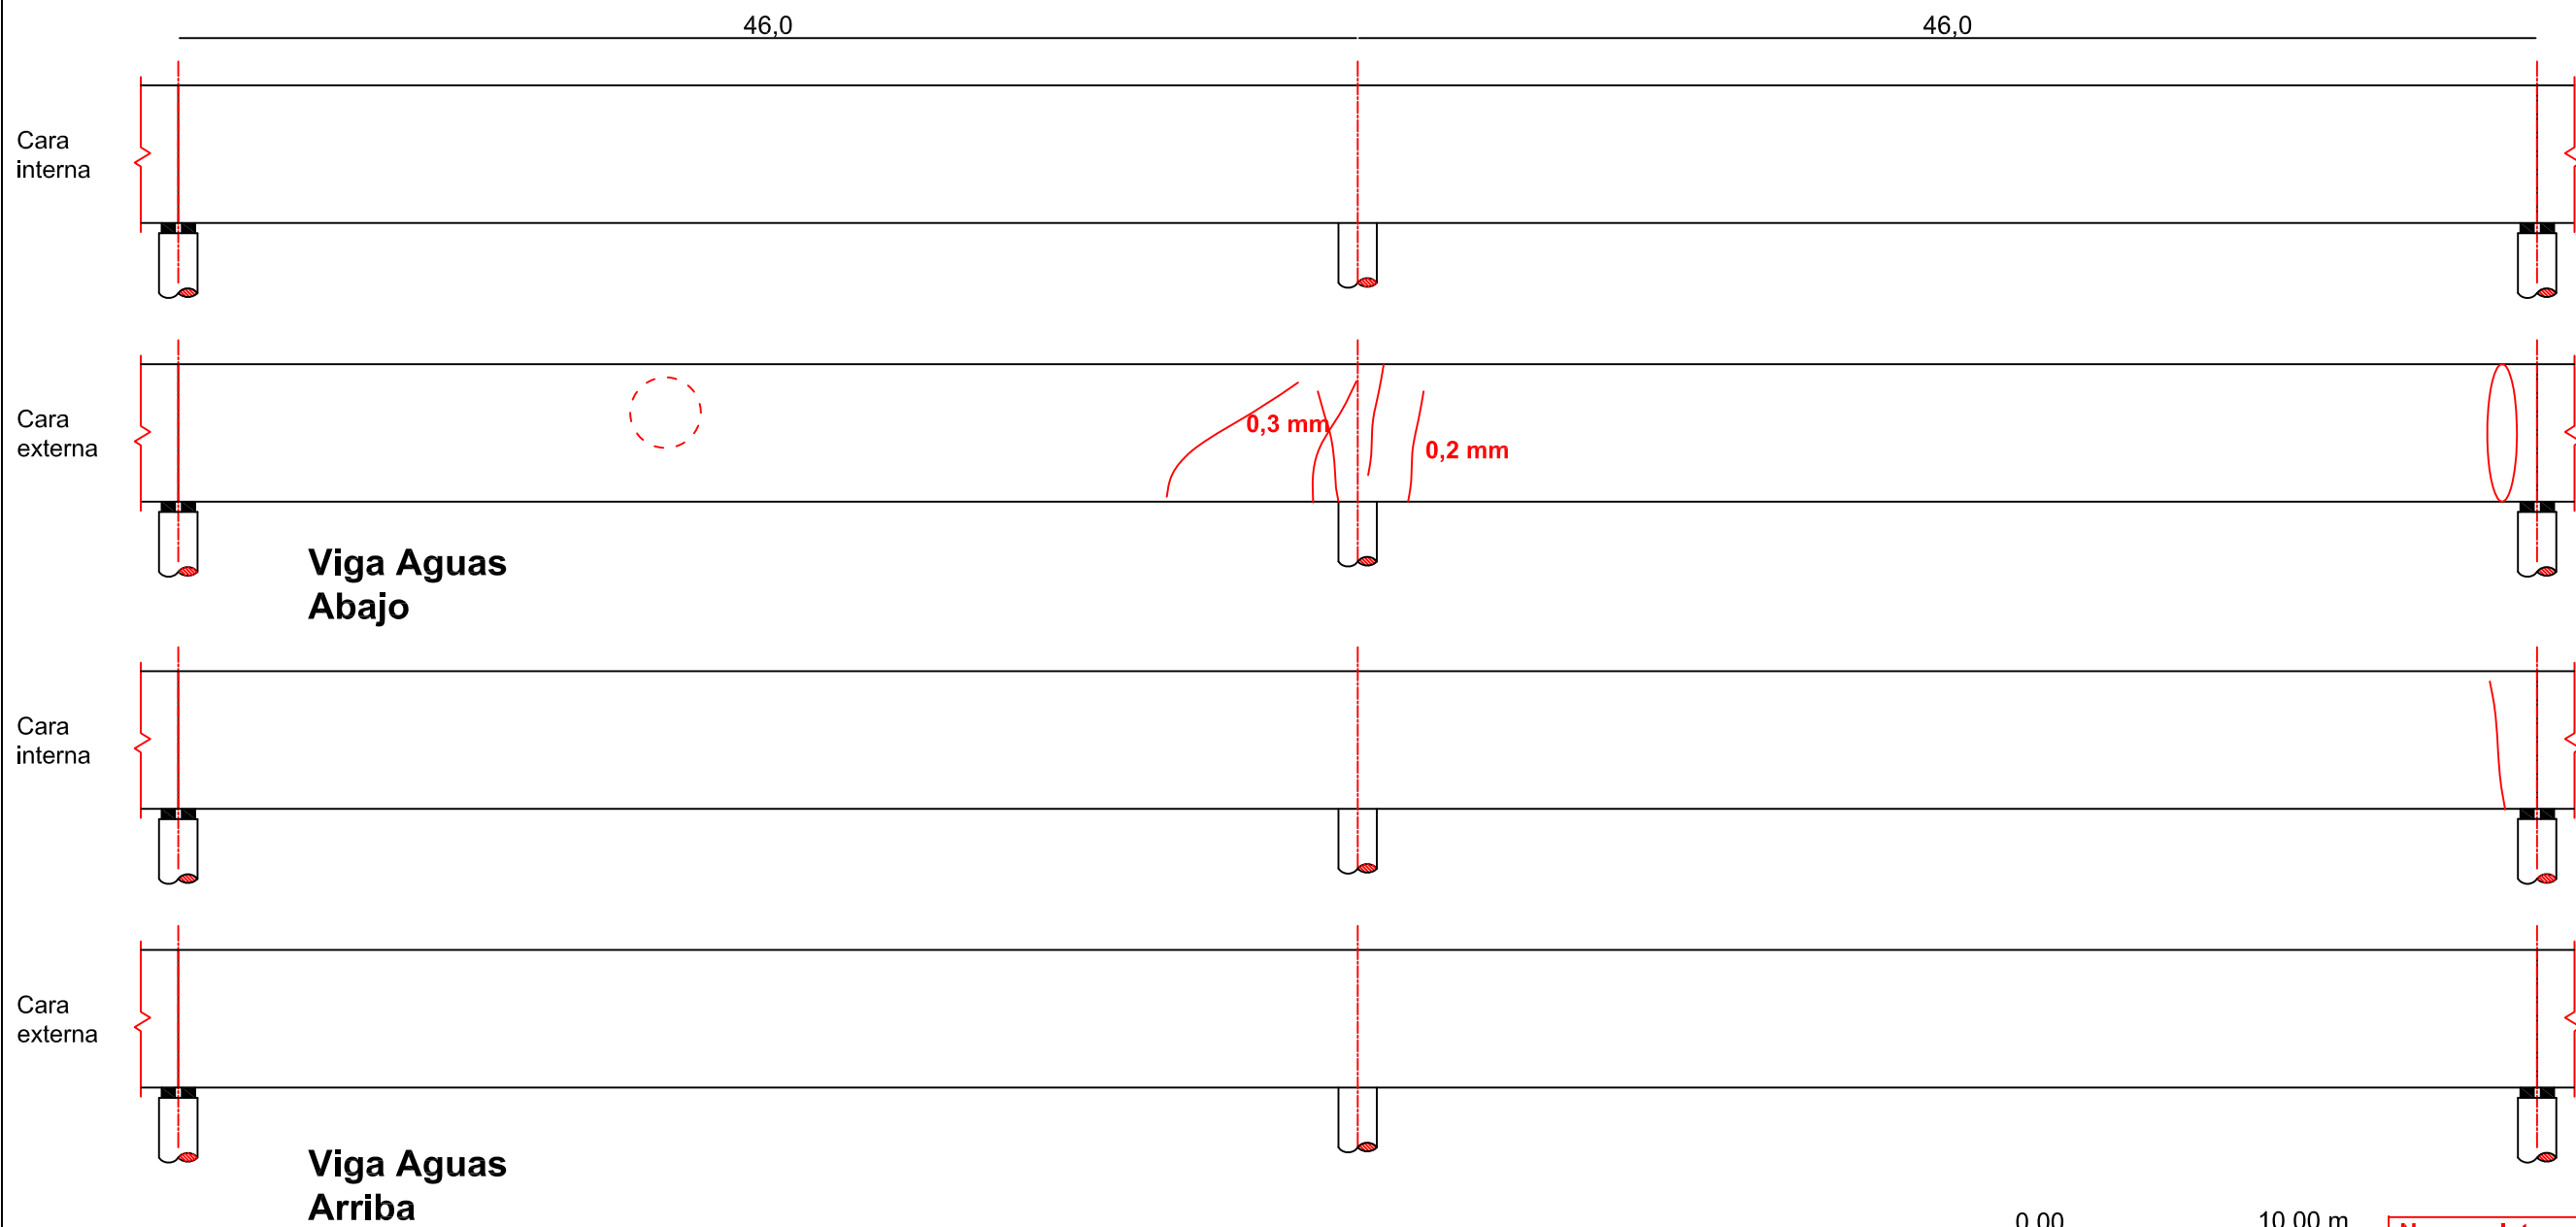 46,0 46,0
Cara
interna
Cara
externa
0,3 mm
0,2 mm
Viga Aguas
Abajo
Cara
interna
Cara
externa
Viga Aguas
Arriba
0,00 10,00 m